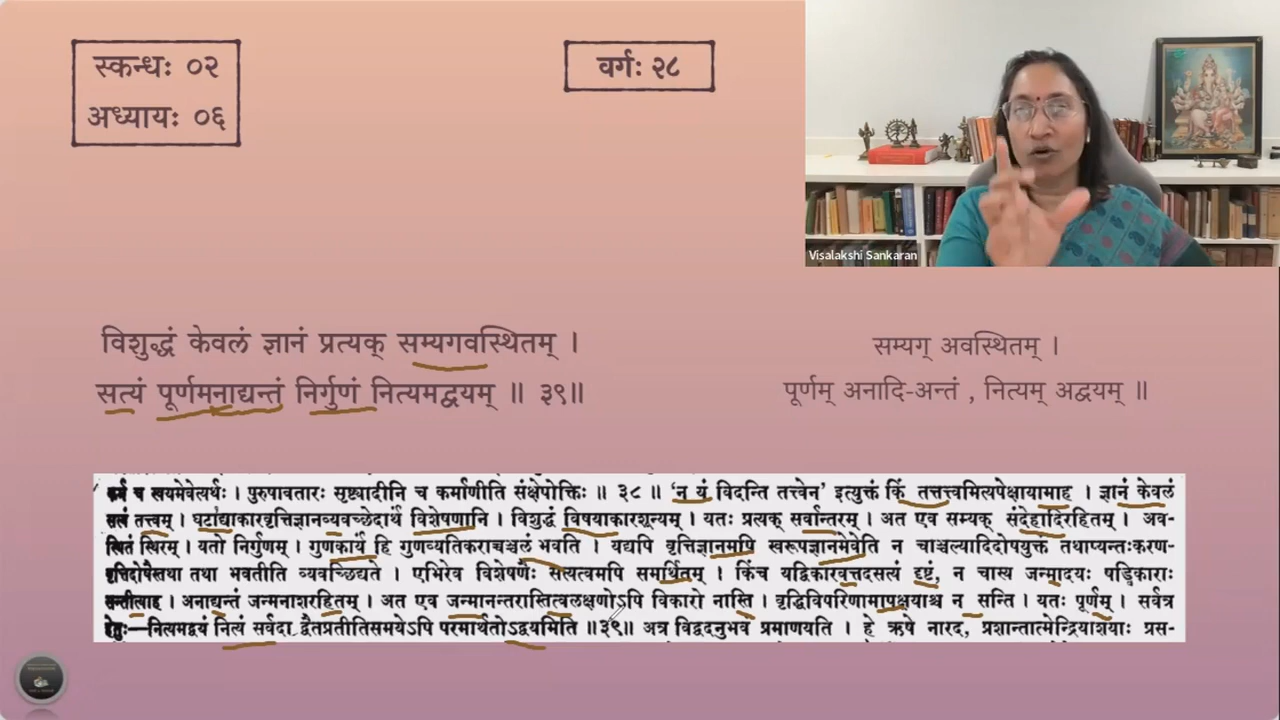 स्कन्धः ०२
अध्यायः ०६
वर्गः २८
Visalakshi Sankaran
विशुद्धं केवलं ज्ञानं प्रत्यक् सम्यगवस्थितम् ।
सत्यं पूर्णमनाद्यन्तं निर्गुणं नित्यमद्वयम् ॥ ३९॥
सम्यग् अवस्थितम् ।
पूर्णम् अनादि-अन्तं , नित्यम् अद्वयम् ॥
च स्वयमेवेत्यर्थः । पुरुषावतारः सृष्ट्यादीनि च कर्माणीति संक्षेपोक्तिः ॥ ३८ ॥ ‘न यं विदन्ति तत्त्वेन’ इत्युक्तं किं तत्तत्त्वमित्यपेक्षायामाह । ज्ञानं केवलं
सत्यं तत्त्वम् । घटाद्याकारवृत्तिज्ञानव्यवच्छेदार्थं विशेषणानि । विशुद्धं विषयाकारशून्यम् । यतः प्रत्यक् सर्वान्तरम् । अत एव सम्यक् संदेहादिरहितम् । अव-
स्थितं स्थिरम् । यतो निर्गुणम् । गुणकार्यं हि गुणव्यतिकराच्चञ्चलं भवति । यद्यपि वृत्तिज्ञानमपि स्वरूपज्ञानमेवेति न चाञ्चल्यादिदोषयुक्तं तथाप्यन्तःकरण-
वृत्तिदोषैस्तथा तथा भवतीति व्यवच्छिद्यते । एभिरेव विशेषणैः सत्यत्वमपि समर्थितम् । किंच यद्विकारवृत्तदसत्यं दृष्टं, न चास्य जन्मादयः षड्विकाराः
सन्तीत्याह । अनाद्यन्तं जन्मनाशरहितम् । अत एव जन्मानन्तरास्तित्वलक्षणोऽपि विकारो नास्ति । वृद्धिविपरिणामापक्षयाश्च न सन्ति । यतः पूर्णम् । सर्वत्र
हेतुः—नित्यमद्वयं नित्यं सर्वदा द्वैतप्रतीतिसमयेऽपि परमार्थतोऽद्वयमिति ॥३९॥ अत्र विद्वदनुभवं प्रमाणयति । हे ऋषे नारद, प्रशान्तात्मेन्द्रियाशयाः प्रस-